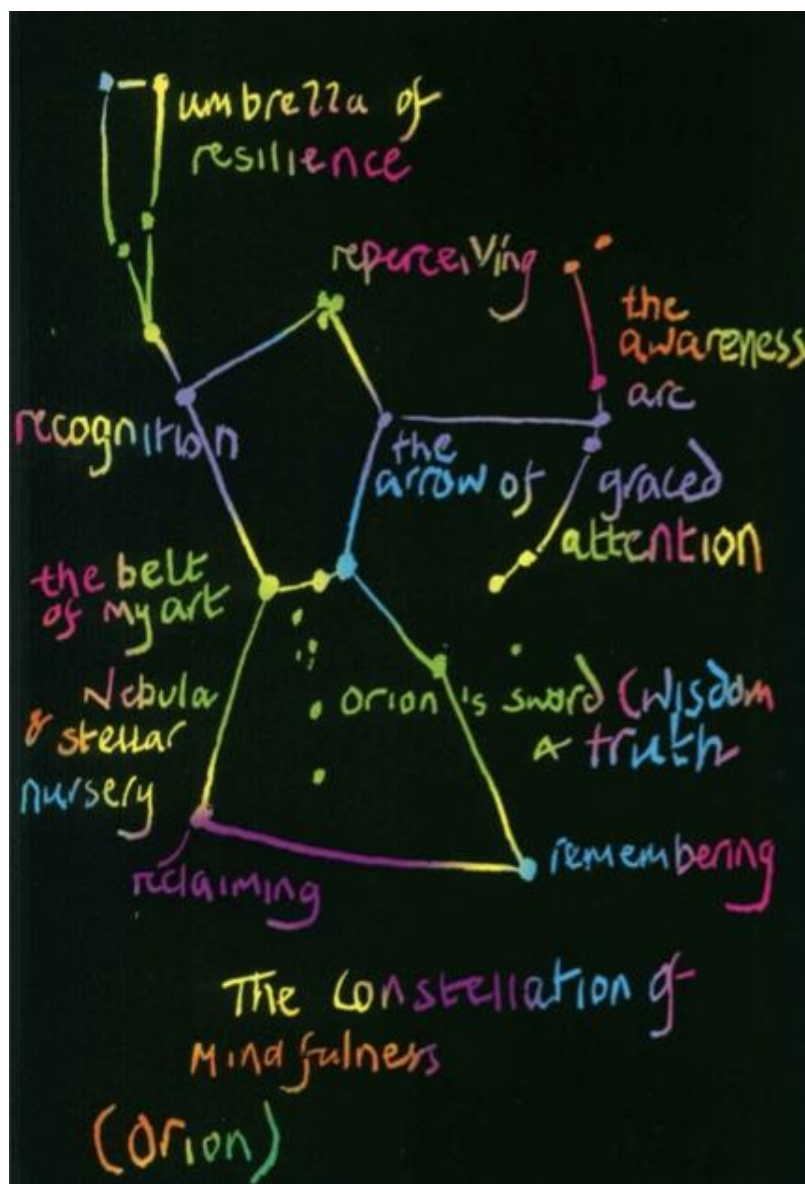 umbrella of
resilience
reperceiving
the
awareness
arc
recognition
the
arrow of
graced
attention
the belt
of my art
Nebula
& stellar
nursery
orion's sword (wisdom
& truth
reclaiming
remembering
The Constellation of
Mindfulness
(Orion)